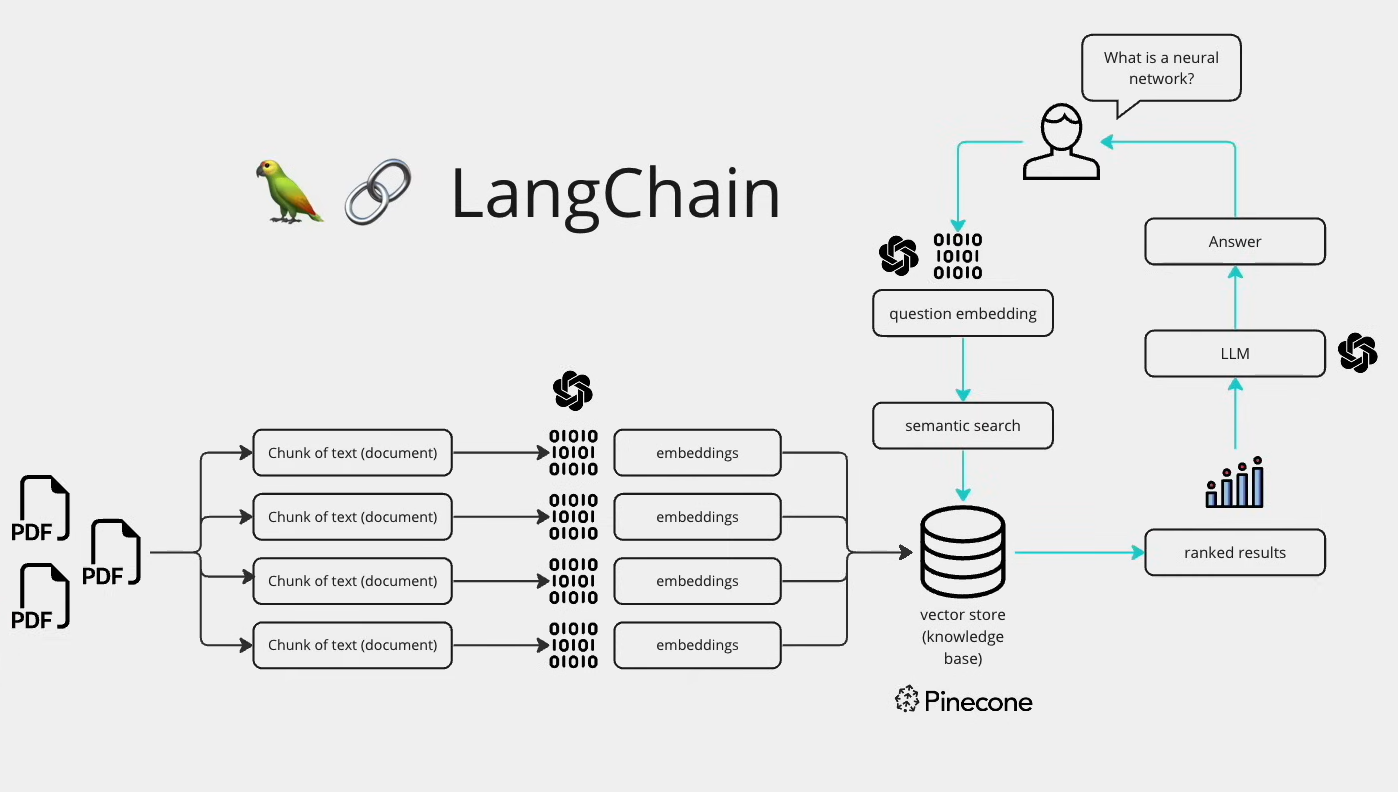 What is a neural
network?
LangChain
01010
10101
01010
Answer
question embedding
LLM
semantic search
Chunk of text (document)
01010
10101
01010
embeddings
PDF
Chunk of text (document)
01010
10101
01010
embeddings
PDF
ranked results
Chunk of text (document)
01010
10101
01010
embeddings
PDF
vector store
(knowledge
base)
Chunk of text (document)
01010
10101
01010
embeddings
Pinecone